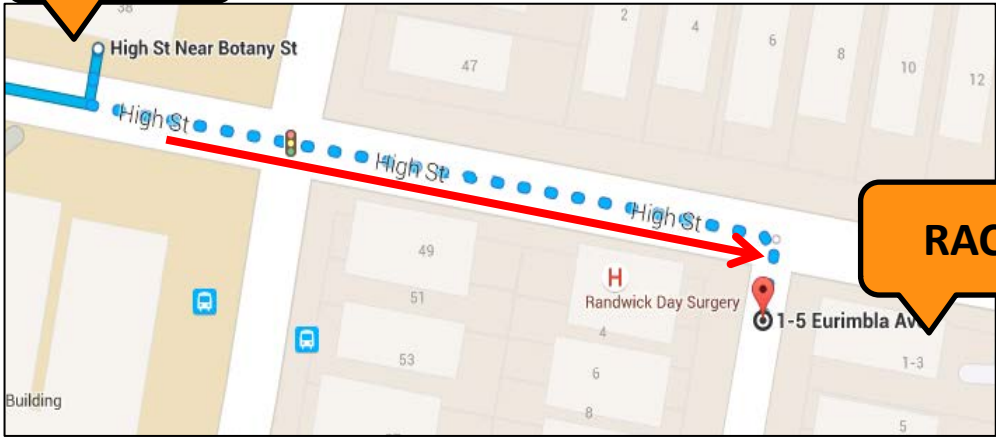 38
High St Near Botany St
2
4
6
8
10
12
47
High St
High St
High St
RAC
49
H
51
Randwick Day Surgery
1-5 Eurimbla Av
4
1-3
53
6
Building
8
5